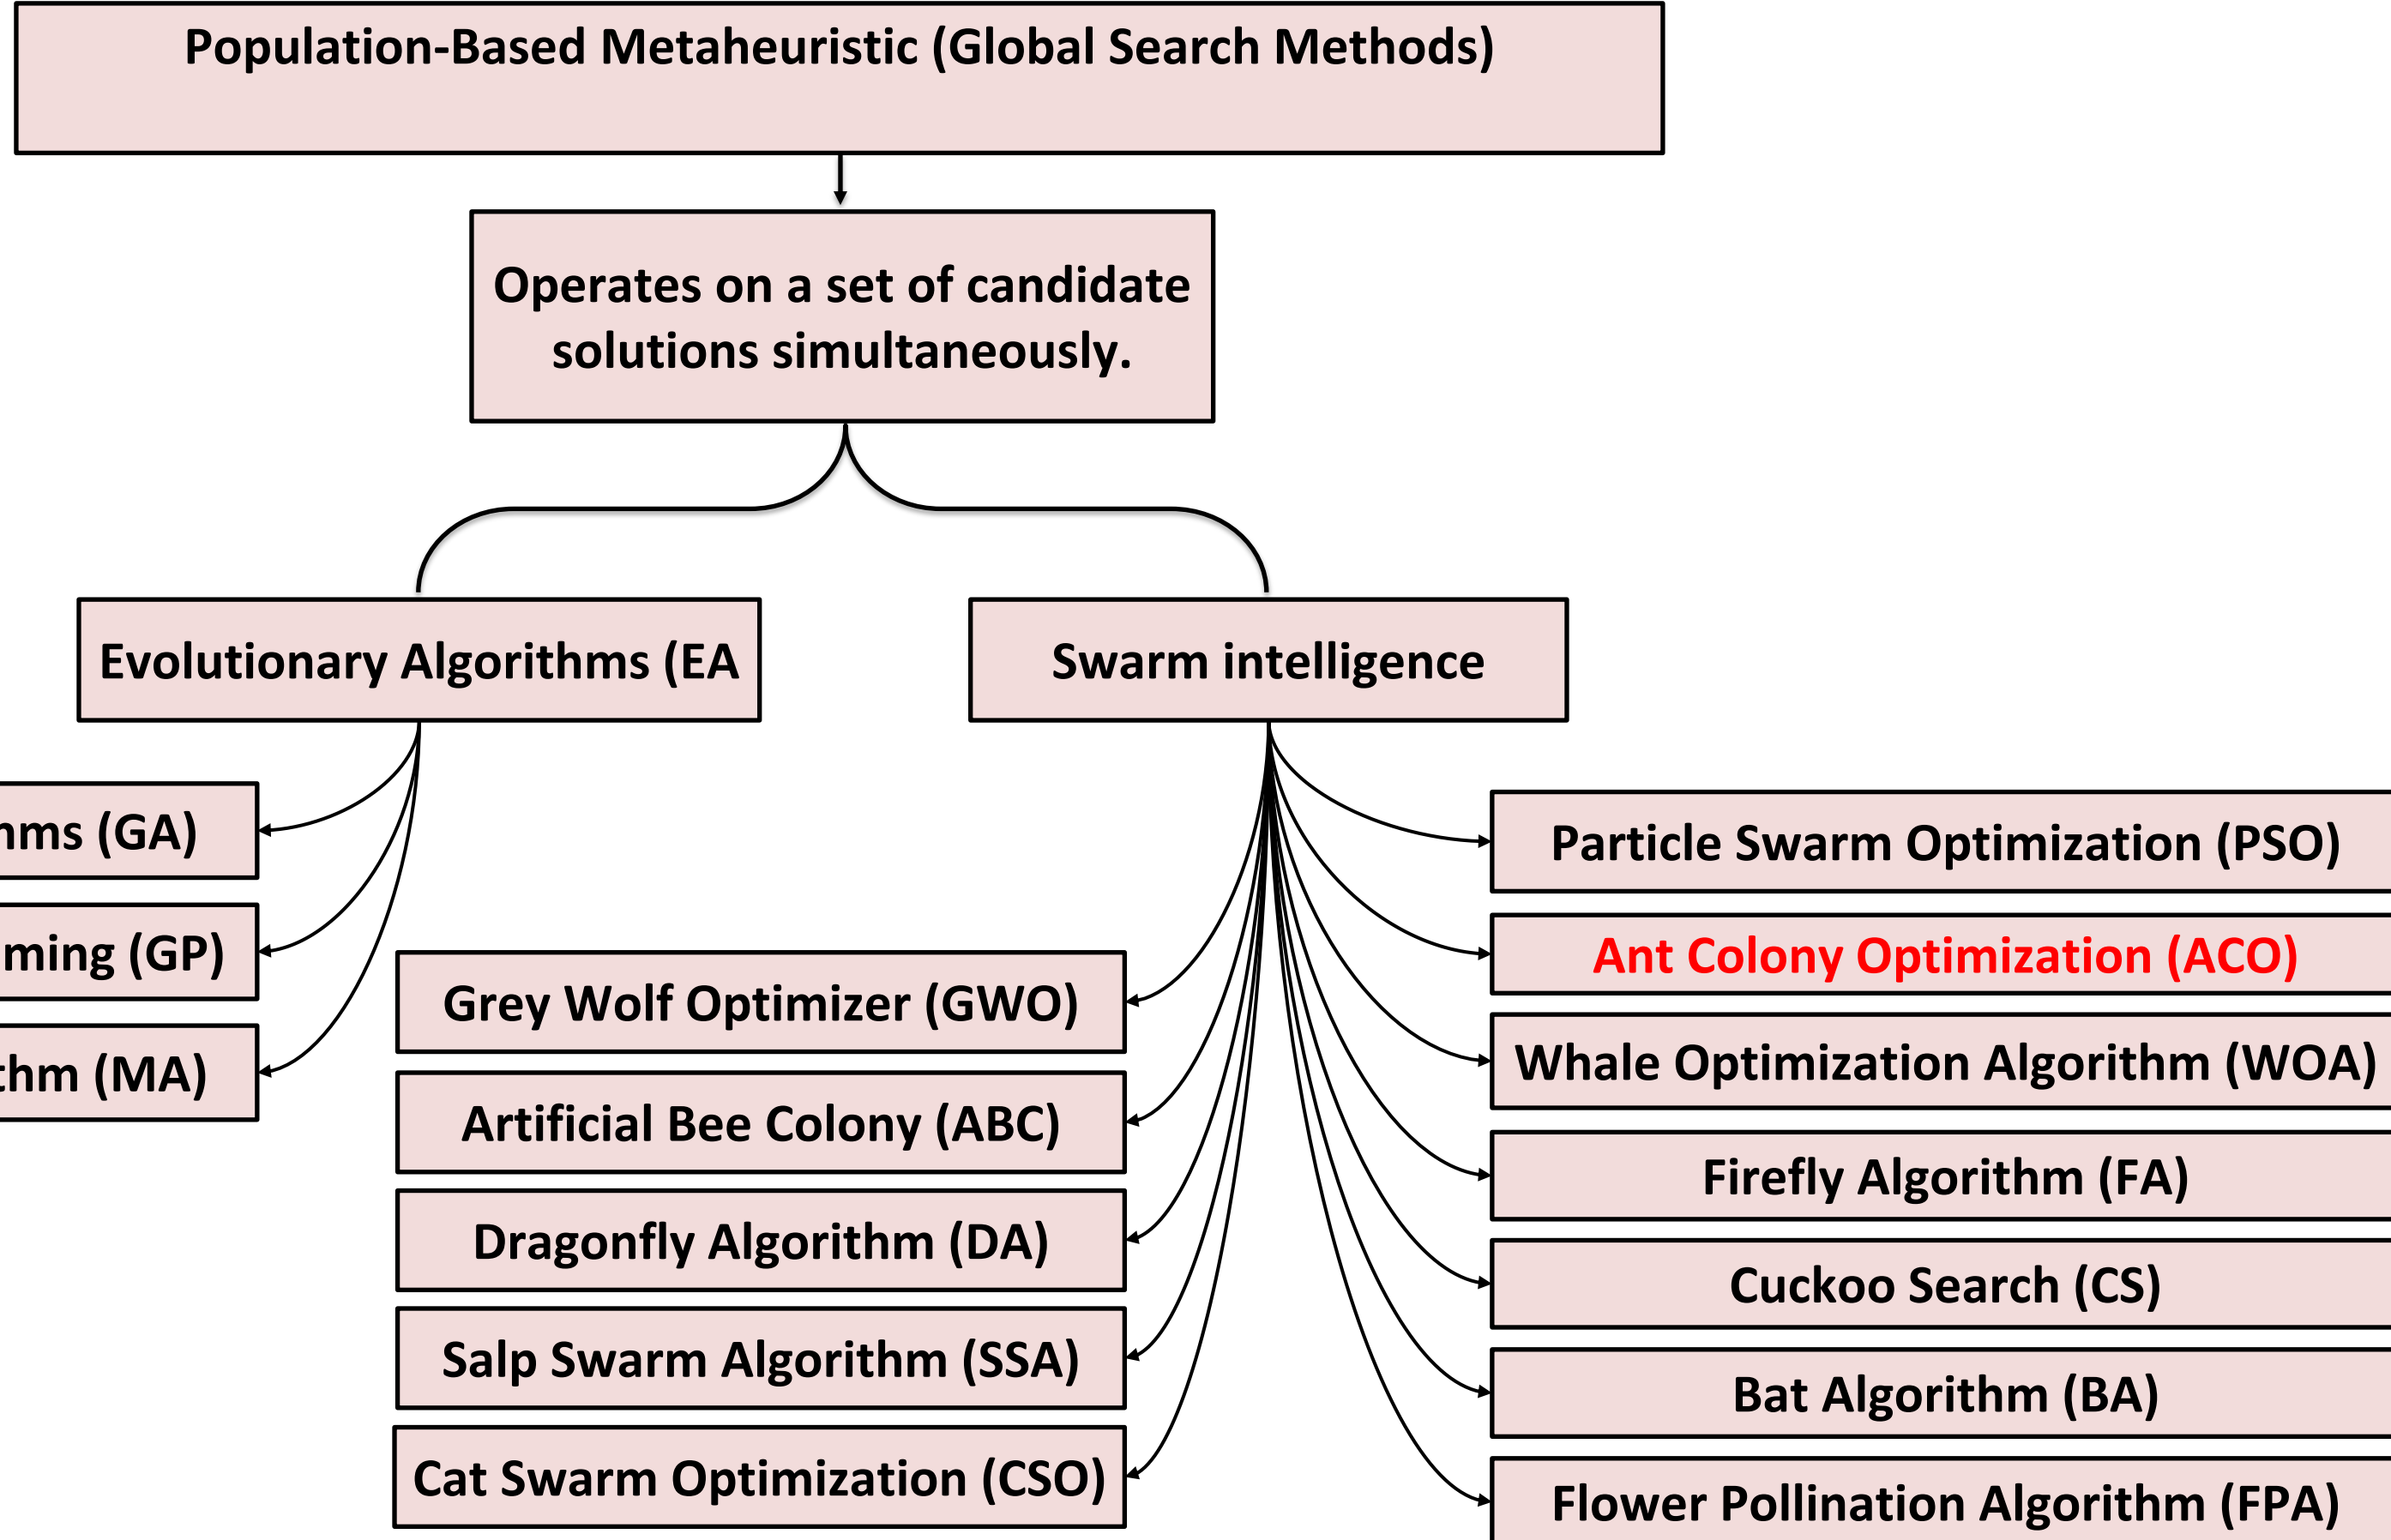 Population-Based Metaheuristic (Global Search Methods)
Operates on a set of candidate
solutions simultaneously.
Evolutionary Algorithms (EA
Swarm intelligence
(GA)
(GP)
(MA)
Grey Wolf Optimizer (GWO)
Artificial Bee Colony (ABC)
Dragonfly Algorithm (DA)
Salp Swarm Algorithm (SSA)
Cat Swarm Optimization (CSO)
Particle Swarm Optimization (PSO)
Ant Colony Optimization (ACO)
Whale Optimization Algorithm (WOA)
Firefly Algorithm (FA)
Cuckoo Search (CS)
Bat Algorithm (BA)
Flower Pollination Algorithm (FPA)